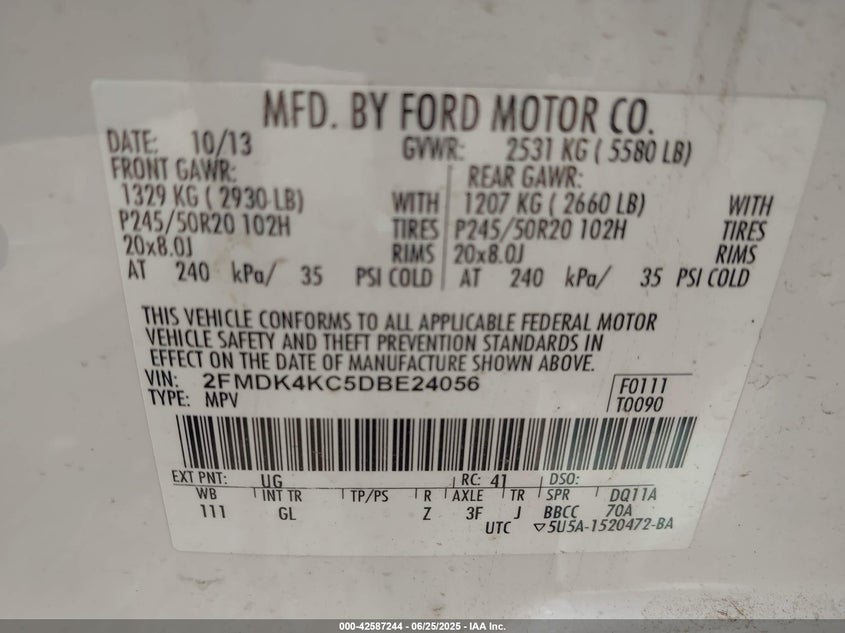 MFD. BY FORD MOTOR CO.
DATE: 10/13 GVWR: 2531 KG ( 5580 LB)
FRONT GAWR: REAR GAWR:
1329 KG ( 2930 LB) WITH 1207 KG ( 2660 LB) WITH
P245/50R20 102H TIRES P245/50R20 102H TIRES
20x8.0J RIMS 20x8.0J RIMS
AT 240 kPa/ 35 PSI COLD AT 240 kPa/ 35 PSI COLD
THIS VEHICLE CONFORMS TO ALL APPLICABLE FEDERAL MOTOR
VEHICLE SAFETY AND THEFT PREVENTION STANDARDS IN
EFFECT ON THE DATE OF MANUFACTURE SHOWN ABOVE.
VIN: 2FMDK4KC5DBE24056 F0111
TYPE: MPV T0090
EXT PNT: UG RC: 41 DSO:
WB INT TR TP/PS R AXLE TR SPR DQ11A
111 GL Z 3F J BBCC 70A
UTC ▽5U5A-1520472-BA
000-42587244 | 06/25/2025 - IAA Inc.